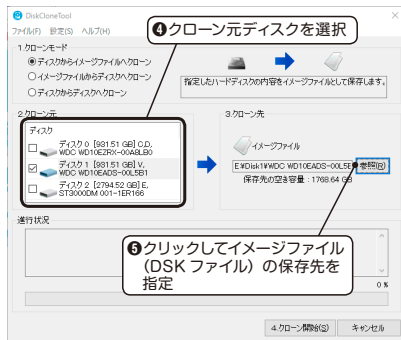 DiskCloneTool
ファイル(F) 設定(S) ヘルプ(H)
❹クローン元ディスクを選択
1.クローンモード
ディスクからイメージファイルへクローン
イメージファイルからディスクへクローン
ディスクからディスクへクローン
指定したハードディスクの内容をイメージファイルとして保存します。
2.クローン元
ディスク
ディスク 0 [931.51 GB] C,D,
WDC WD10EZRX-00A8LB0
ディスク 1 [931.51 GB] V,
WDC WD10EADS-00L5B1
ディスク 2 [2794.52 GB] E,
ST3000DM 001-1ER166
3.クローン先
イメージファイル
E:¥Disk1¥WDC WD10EADS-00L5E
参照(R)
保存先の空き容量 : 1768.64 GB
進行状況
❺クリックしてイメージファイル
(DSK ファイル) の保存先を
指定
0 %
4.クローン開始(S)
キャンセル